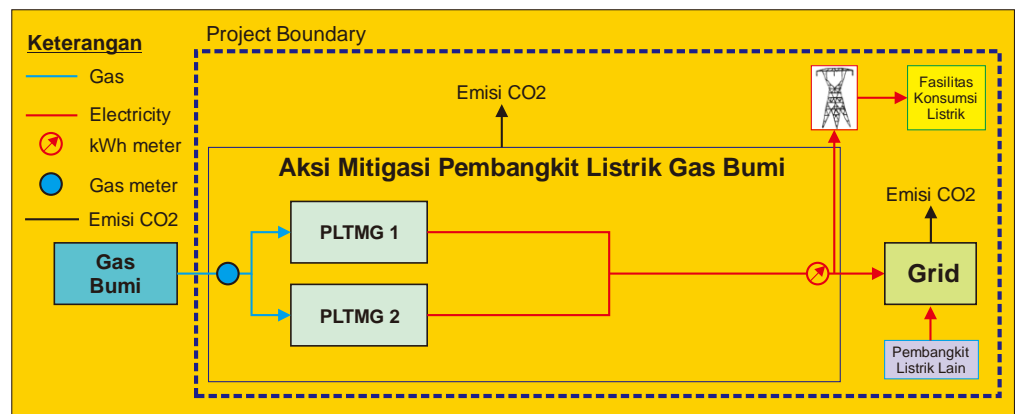 Project Boundary
Keterangan
Gas
Electricity
kWh meter
Gas meter
Emisi CO2
Emisi CO2
Fasilitas
Konsumsi
Listrik
Aksi Mitigasi Pembangkit Listrik Gas Bumi
Gas
Bumi
PLTMG 1
PLTMG 2
Emisi CO2
Grid
Pembangkit
Listrik Lain